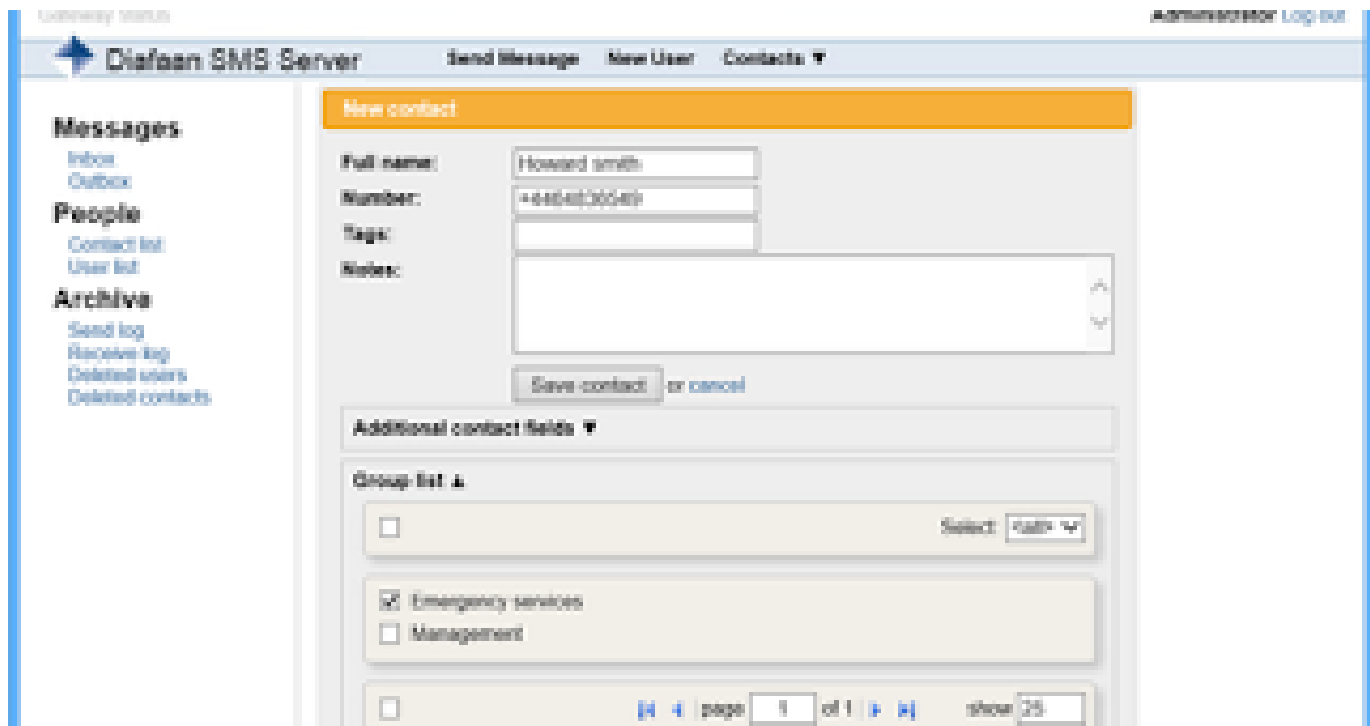 Gateway Status
Administrator Log out
Diafaan SMS Server
Send Message New User Contacts ▼
Messages
Inbox
Outbox
People
Contact list
User list
Archive
Send log
Receive log
Deleted users
Deleted contacts
New contact
Full name: Howard smith
Number:
Tags:
Notes:
Save contact or cancel
Additional contact fields ▼
Group list ▲
Select <all>
Emergency services
Management
page 1 of 1 show 25